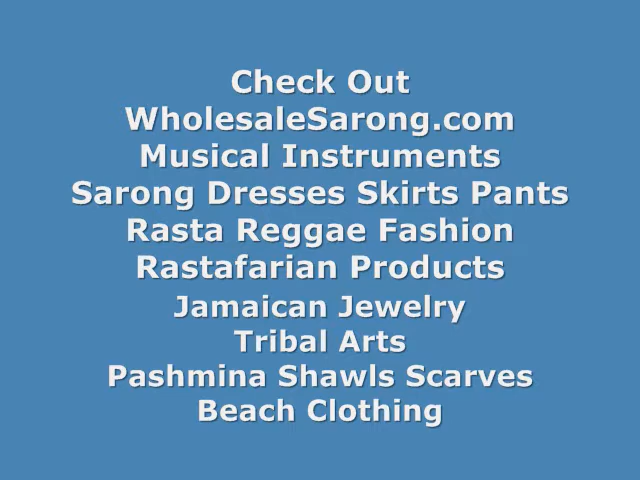 Check Out
WholesaleSarong.com
Musical Instruments
Sarong Dresses Skirts Pants
Rasta Reggae Fashion
Rastafarian Products
Jamaican Jewelry
Tribal Arts
Pashmina Shawls Scarves
Beach Clothing